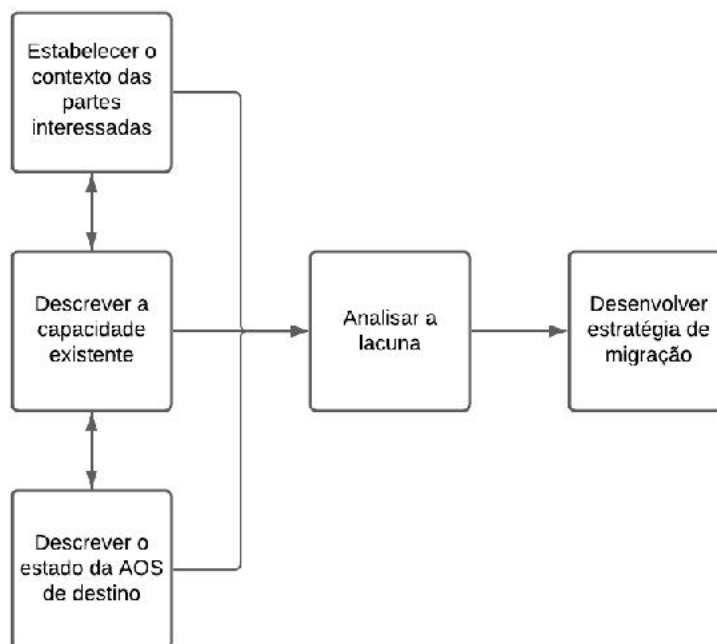 Estabelecer o
contexto das
partes
interessadas
Descrever a
capacidade
existente
Analisar a
lacuna
Desenvolver
estratégia de
migração
Descrever o
estado da AOS
de destino